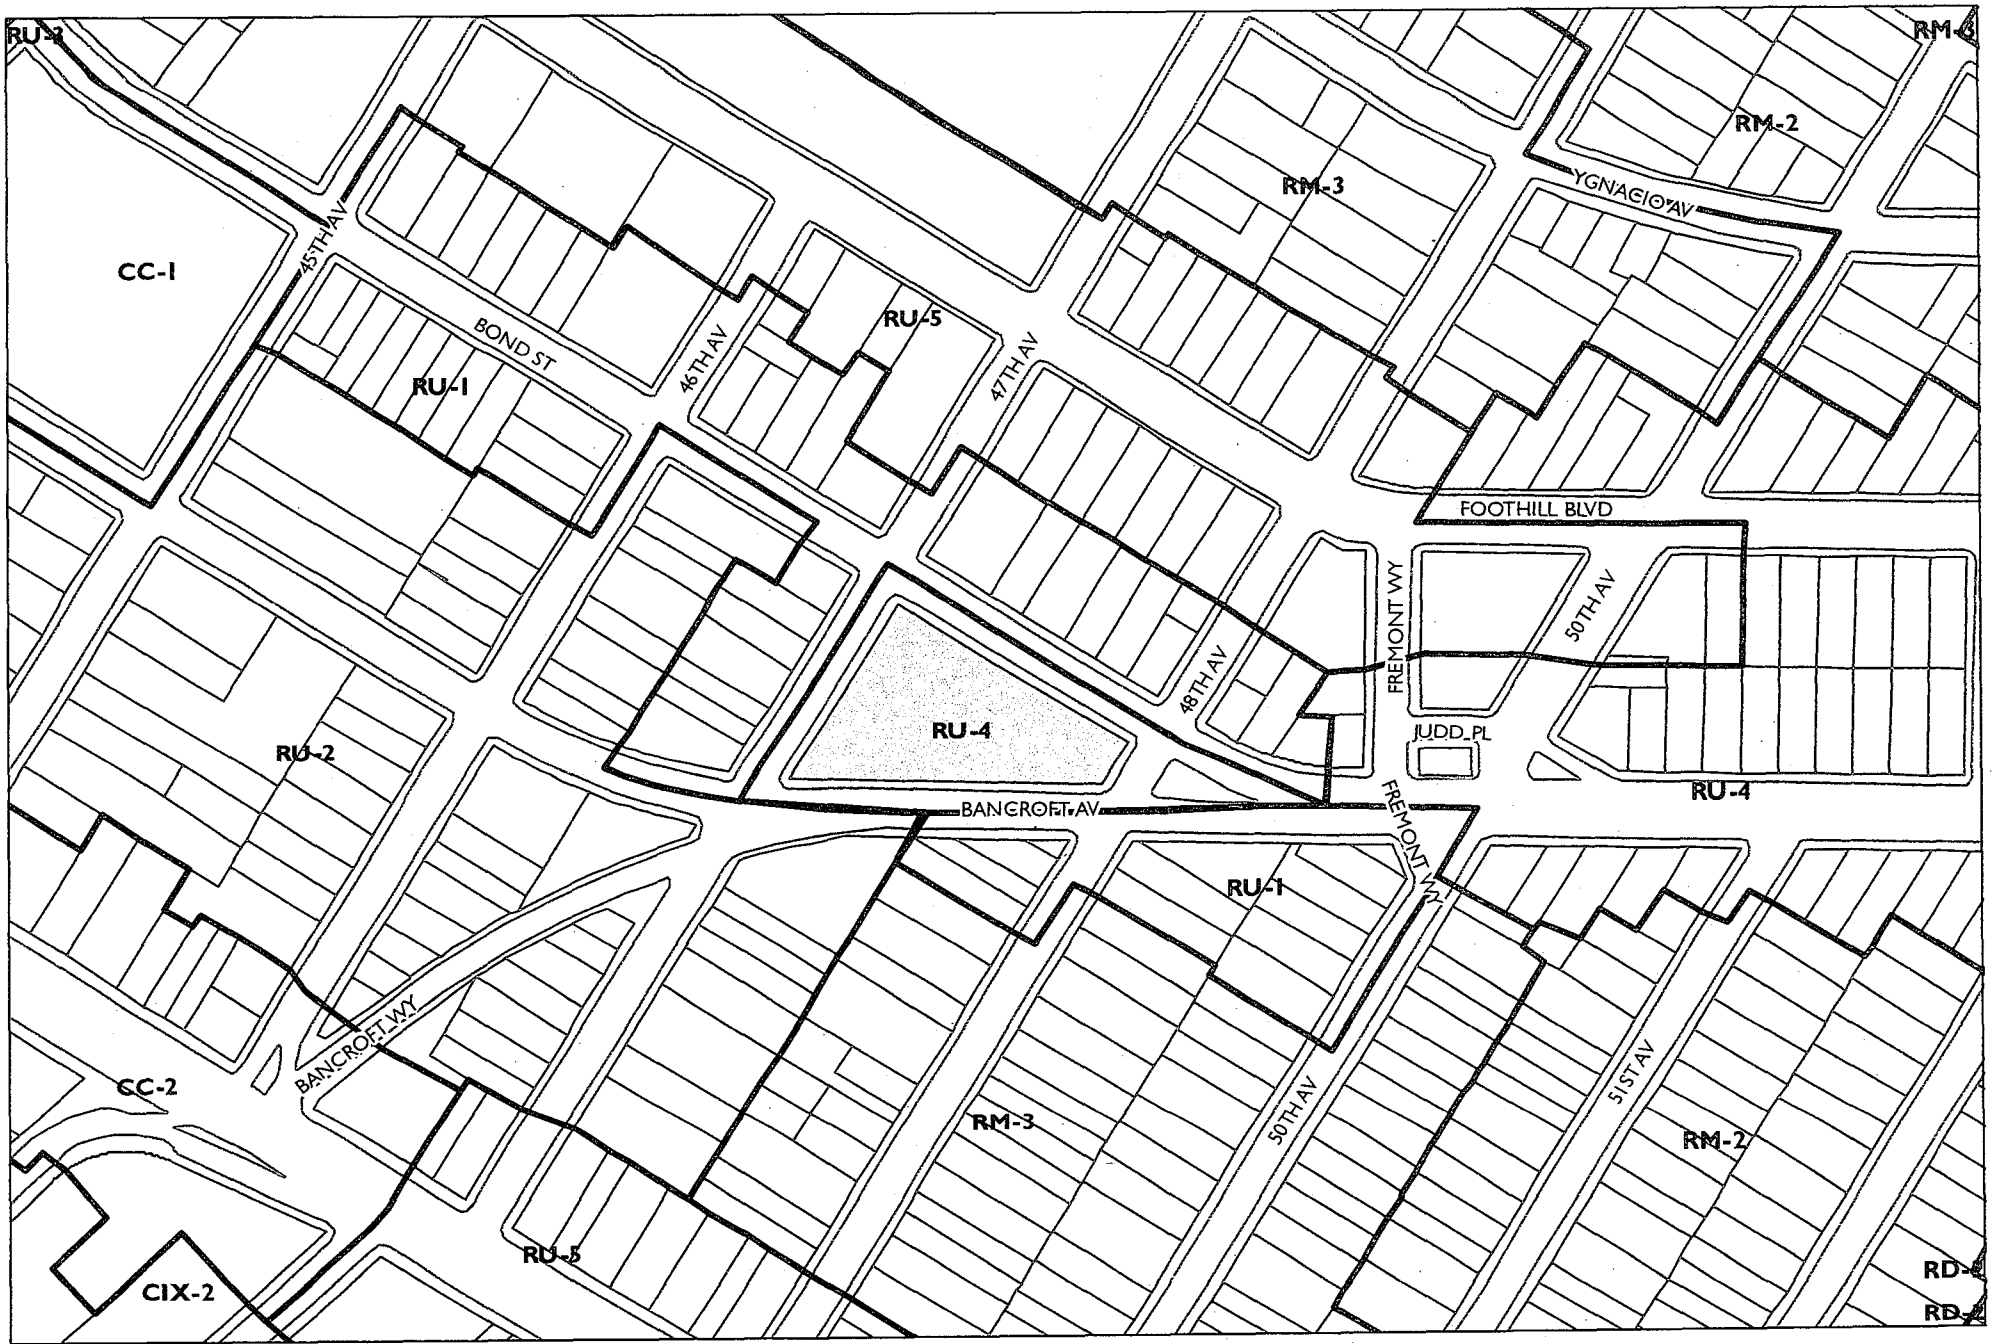 RU-3
RM-3
RM-2
RM-3
YGNACIO AV
45TH AV
CC-1
RU-5
BOND ST
46TH AV
47TH AV
RU-1
FOOTHILL BLVD
FREMONT WY
50TH AV
48TH AV
RU-4
JUDD PL
RU-2
RU-4
BANCROFT AV
FREMONT WY
RU-1
BANCROFT WY
CC-2
RM-3
50TH AV
51ST AV
RM-2
RU-5
RD-
CIX-2
RD-